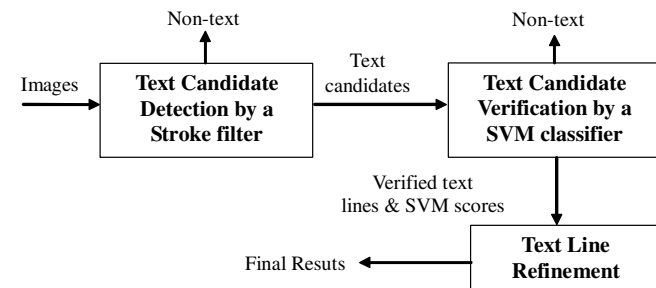 Non-text
Non-text
Images
Text Candidate
Detection by a
Stroke filter
Text
candidates
Text Candidate
Verification by a
SVM classifier
Verified text
lines & SVM scores
Text Line
Refinement
Final Resuts